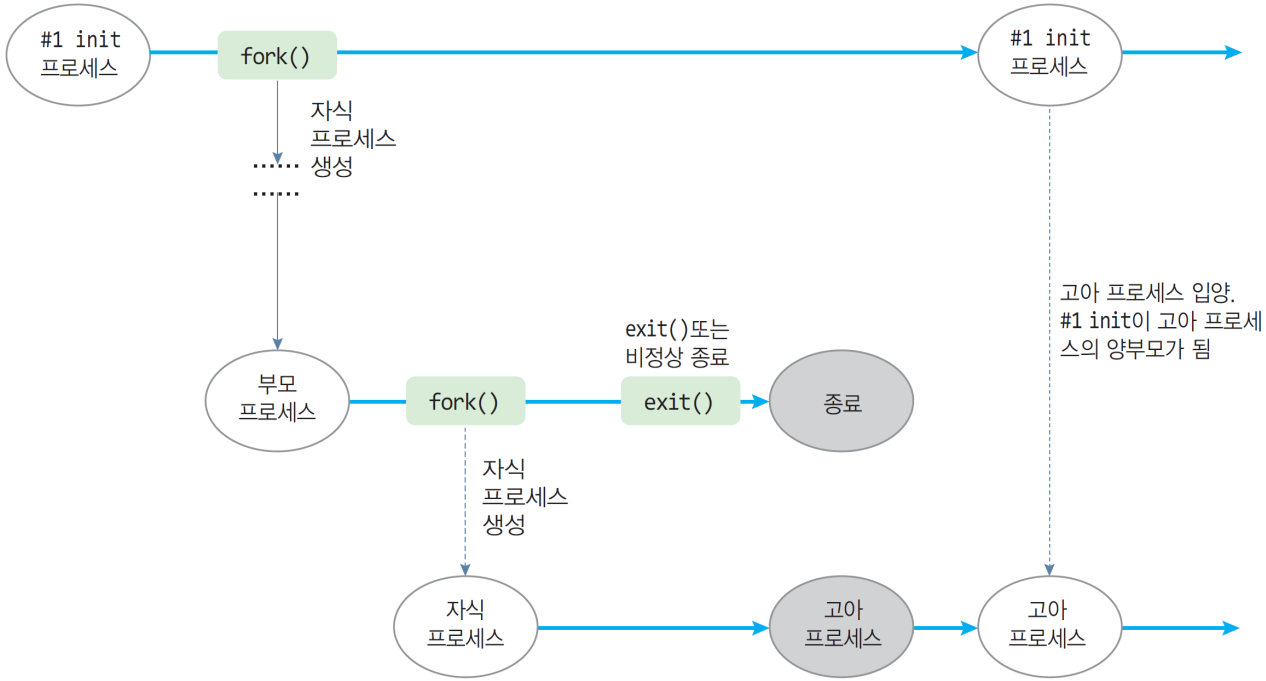 #1 init
프로세스
fork()
#1 init
프로세스
자식
프로세스
생성
......
......
고아 프로세스 입양.
#1 init이 고아 프로세
스의 양부모가 됨
exit()또는
비정상 종료
부모
프로세스
fork()
exit()
종료
자식
프로세스
생성
자식
프로세스
고아
프로세스
고아
프로세스